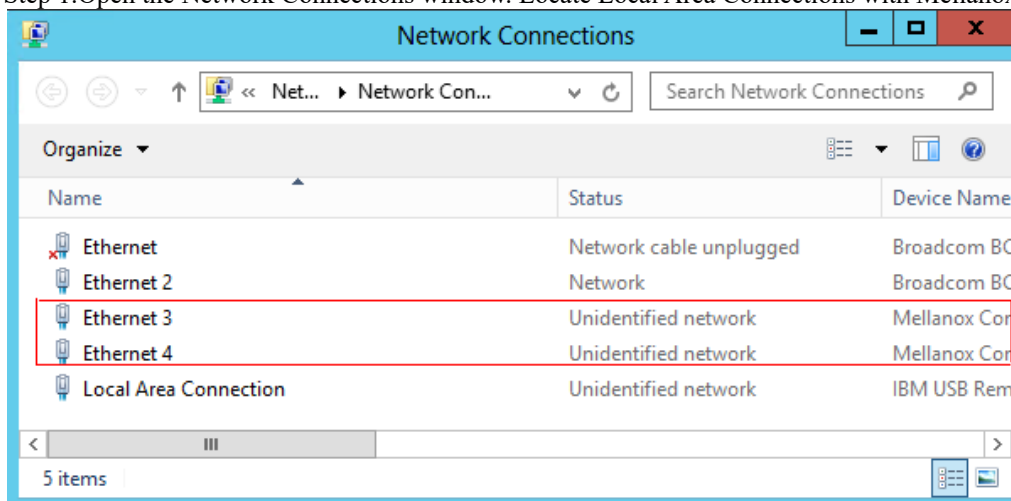 Step 1.Open the Network Connections window. Locate Local Area Connections with Mellanox
Network Connections
Net... Network Con...
Search Network Connections
Organize
Name Status Device Name
Ethernet Network cable unplugged Broadcom BC
Ethernet 2 Network Broadcom BC
Ethernet 3 Unidentified network Mellanox Con
Ethernet 4 Unidentified network Mellanox Con
Local Area Connection Unidentified network IBM USB Rem
5 items